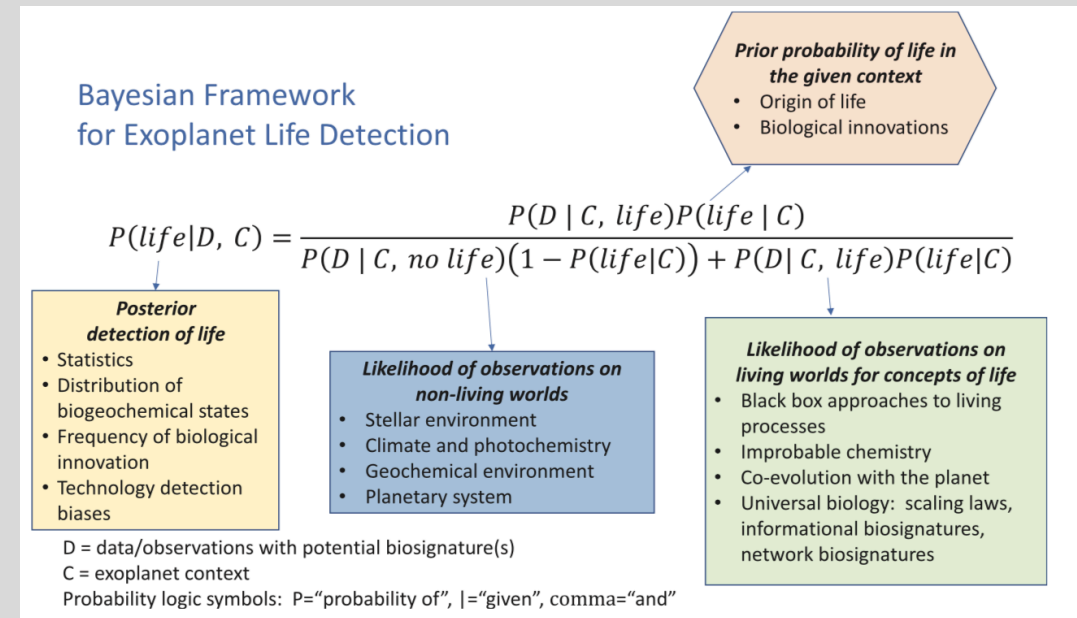 Bayesian Framework
for Exoplanet Life Detection
Prior probability of life in
the given context
• Origin of life
• Biological innovations
P(life|D, C) = P(D | C, life)P(life | C)
P(D | C, no life)(1 − P(life|C)) + P(D| C, life)P(life|C)
Posterior
detection of life
• Statistics
• Distribution of
biogeochemical states
• Frequency of biological
innovation
• Technology detection
biases
Likelihood of observations on
non-living worlds
• Stellar environment
• Climate and photochemistry
• Geochemical environment
• Planetary system
Likelihood of observations on
living worlds for concepts of life
• Black box approaches to living
processes
• Improbable chemistry
• Co-evolution with the planet
• Universal biology: scaling laws,
informational biosignatures,
network biosignatures
D = data/observations with potential biosignature(s)
C = exoplanet context
Probability logic symbols: P=“probability of”, |=“given”, comma=“and”